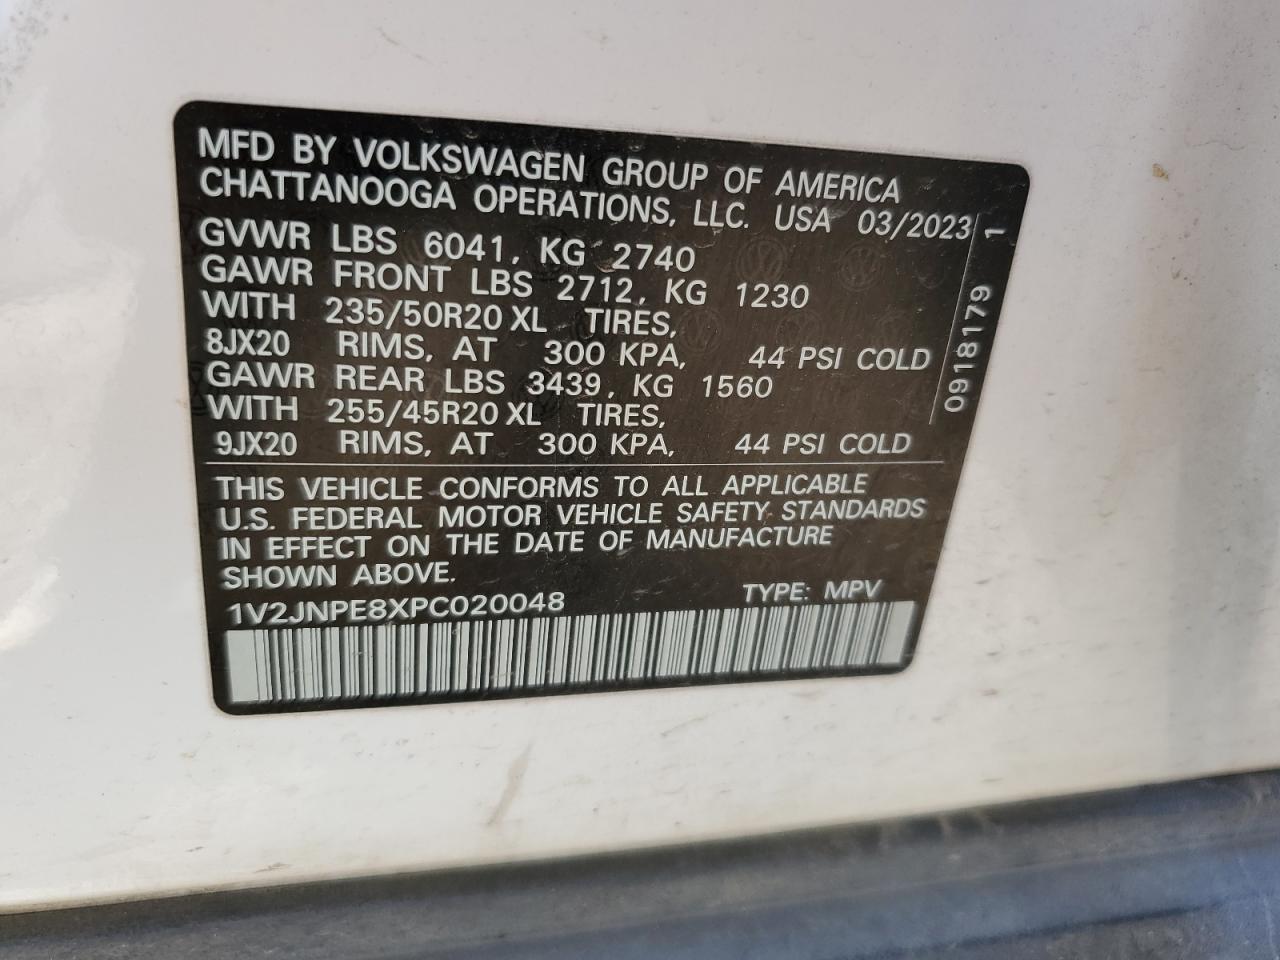 MFD BY VOLKSWAGEN GROUP OF AMERICA
CHATTANOOGA OPERATIONS, LLC. USA 03/2023
GVWR LBS 6041, KG 2740
GAWR FRONT LBS 2712, KG 1230
WITH 235/50R20 XL TIRES,
8JX20 RIMS, AT 300 KPA, 44 PSI COLD
GAWR REAR LBS 3439, KG 1560
WITH 255/45R20 XL TIRES,
9JX20 RIMS, AT 300 KPA, 44 PSI COLD
0918179 1
THIS VEHICLE CONFORMS TO ALL APPLICABLE
U.S. FEDERAL MOTOR VEHICLE SAFETY STANDARDS
IN EFFECT ON THE DATE OF MANUFACTURE
SHOWN ABOVE.
1V2JNPE8XPC020048 TYPE: MPV